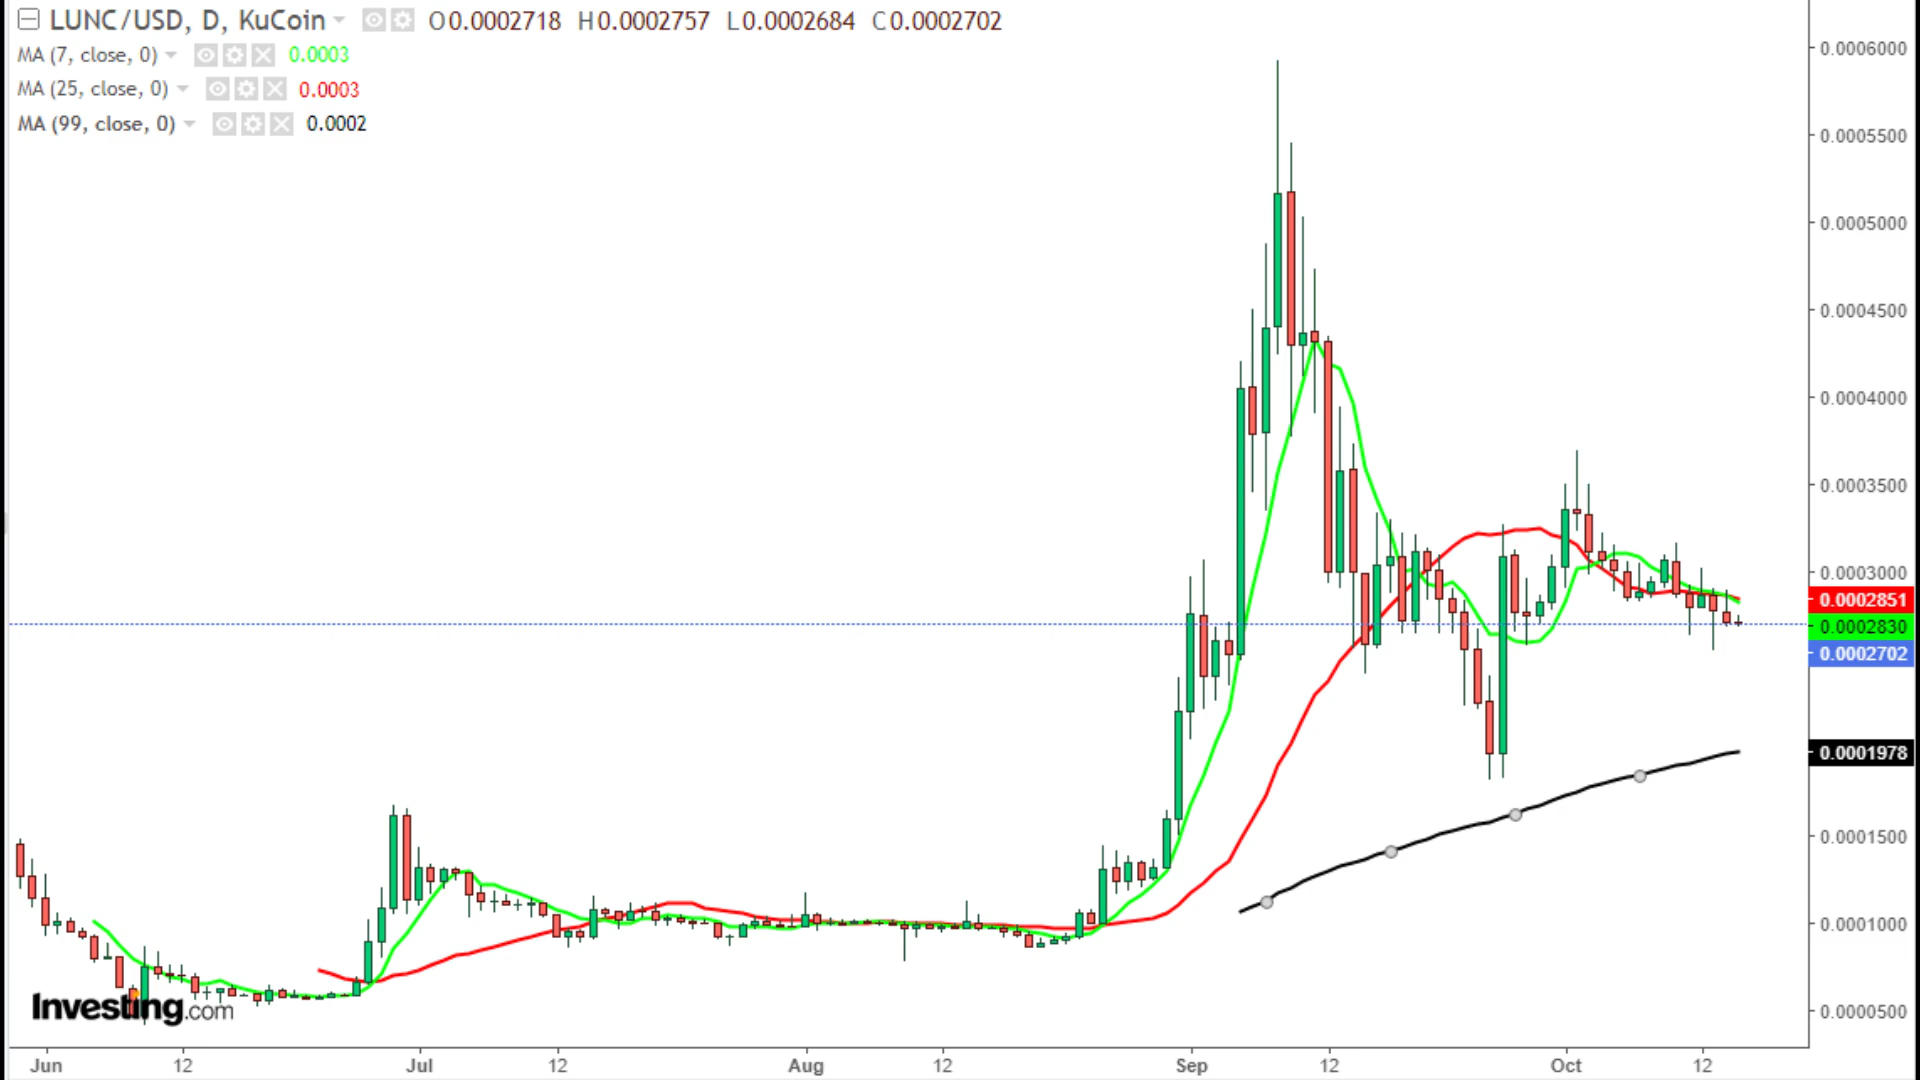 LUNC/USD, D, KuCoin O0.0002718 H0.0002757 L0.0002684 C0.0002702
MA (7, close, 0) 0.0003
MA (25, close, 0) 0.0003
MA (99, close, 0) 0.0002
0.0006000
0.0005500
0.0005000
0.0004500
0.0004000
0.0003500
0.0003000
0.0002851
0.0002830
0.0002702
0.0001978
0.0001500
0.0001000
0.0000500
Investing.com
Jun 12 Jul 12 Aug 12 Sep 12 Oct 12